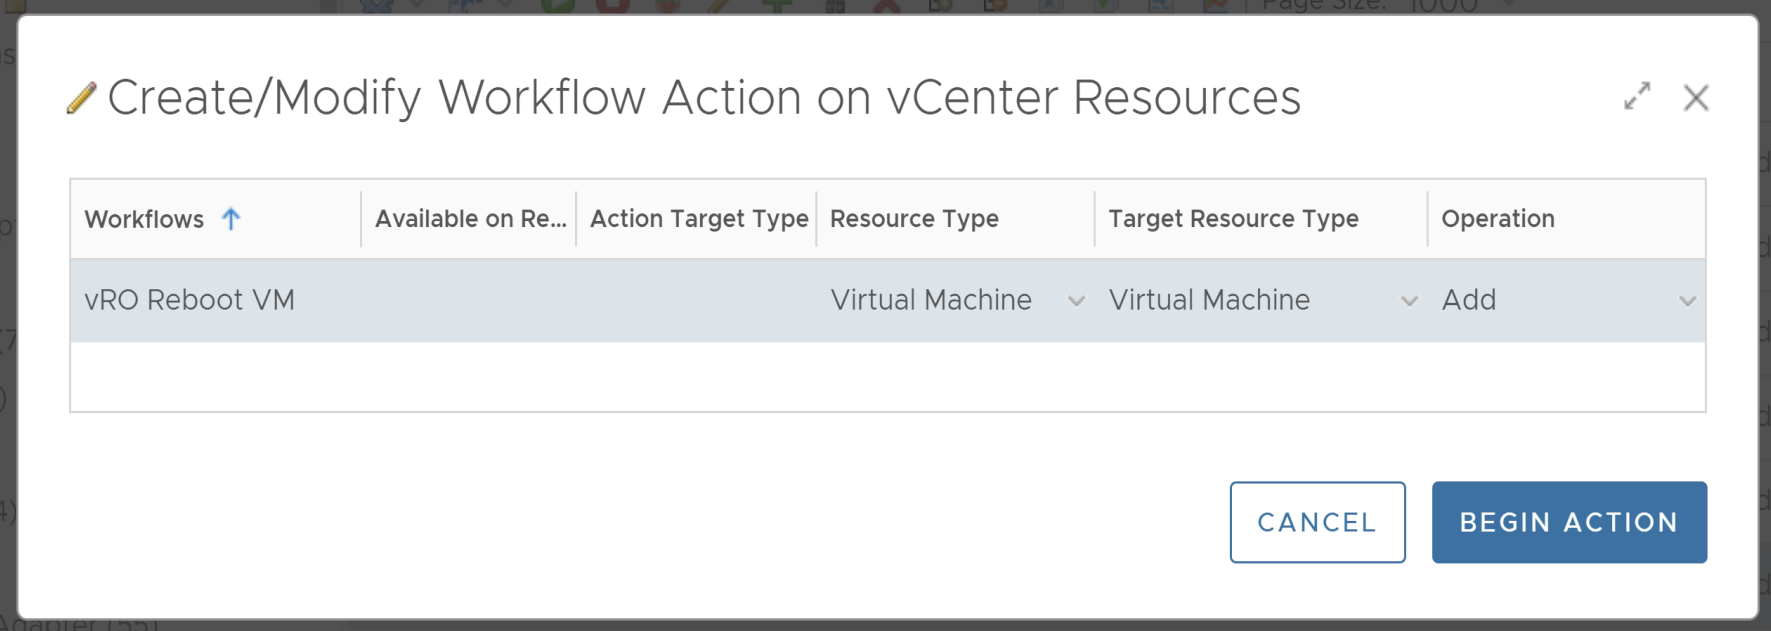 Page Size: 1000
Create/Modify Workflow Action on vCenter Resources
Workflows Available on Re... Action Target Type Resource Type Target Resource Type Operation
vRO Reboot VM Virtual Machine Virtual Machine Add
CANCEL BEGIN ACTION
Adapter (55)